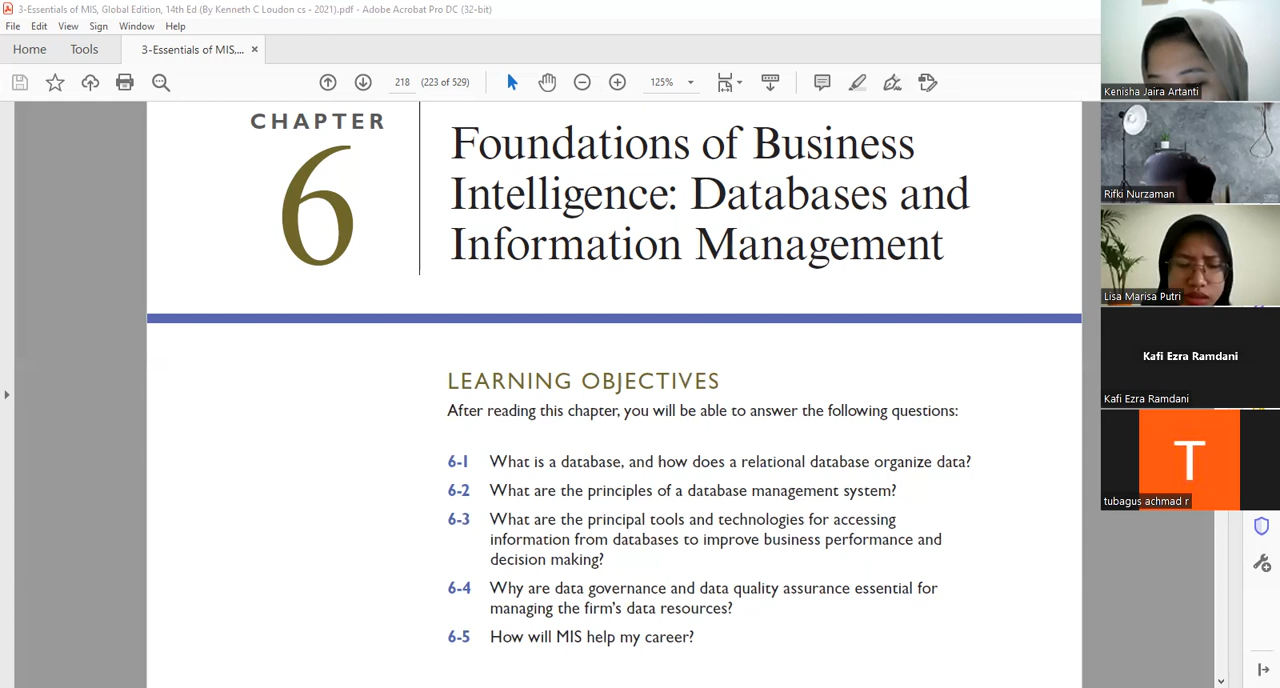 3-Essentials of MIS, Global Edition, 14th Ed (By Kenneth C Loudon cs - 2021).pdf - Adobe Acrobat Pro DC (32-bit)
File Edit View Sign Window Help
Home Tools 3-Essentials of MIS,... ×
218 (223 of 529) 125%
CHAPTER
6
Foundations of Business
Intelligence: Databases and
Information Management
LEARNING OBJECTIVES
After reading this chapter, you will be able to answer the following questions:
6-1 What is a database, and how does a relational database organize data?
6-2 What are the principles of a database management system?
6-3 What are the principal tools and technologies for accessing
information from databases to improve business performance and
decision making?
6-4 Why are data governance and data quality assurance essential for
managing the firm's data resources?
6-5 How will MIS help my career?
Kenisha Jaira Artanti
Rifki Nurzaman
Lisa Marisa Putri
Kafi Ezra Ramdani
Kafi Ezra Ramdani
T
tubagus achmad r